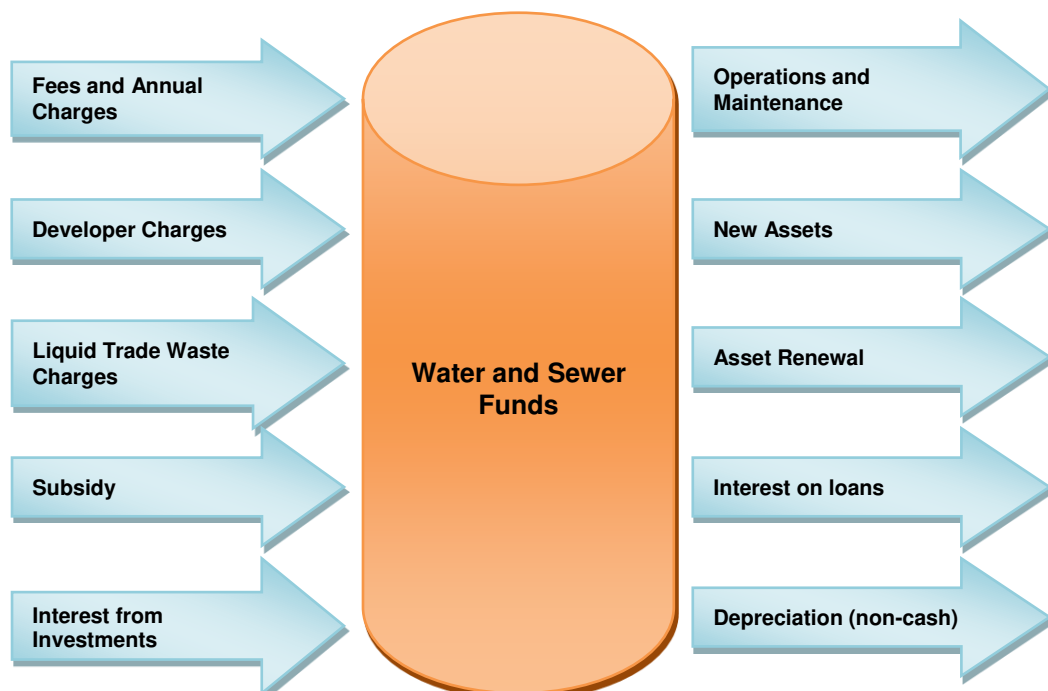 Fees and Annual
Charges
Developer Charges
Liquid Trade Waste
Charges
Subsidy
Interest from
Investments
Water and Sewer
Funds
Operations and
Maintenance
New Assets
Asset Renewal
Interest on loans
Depreciation (non-cash)